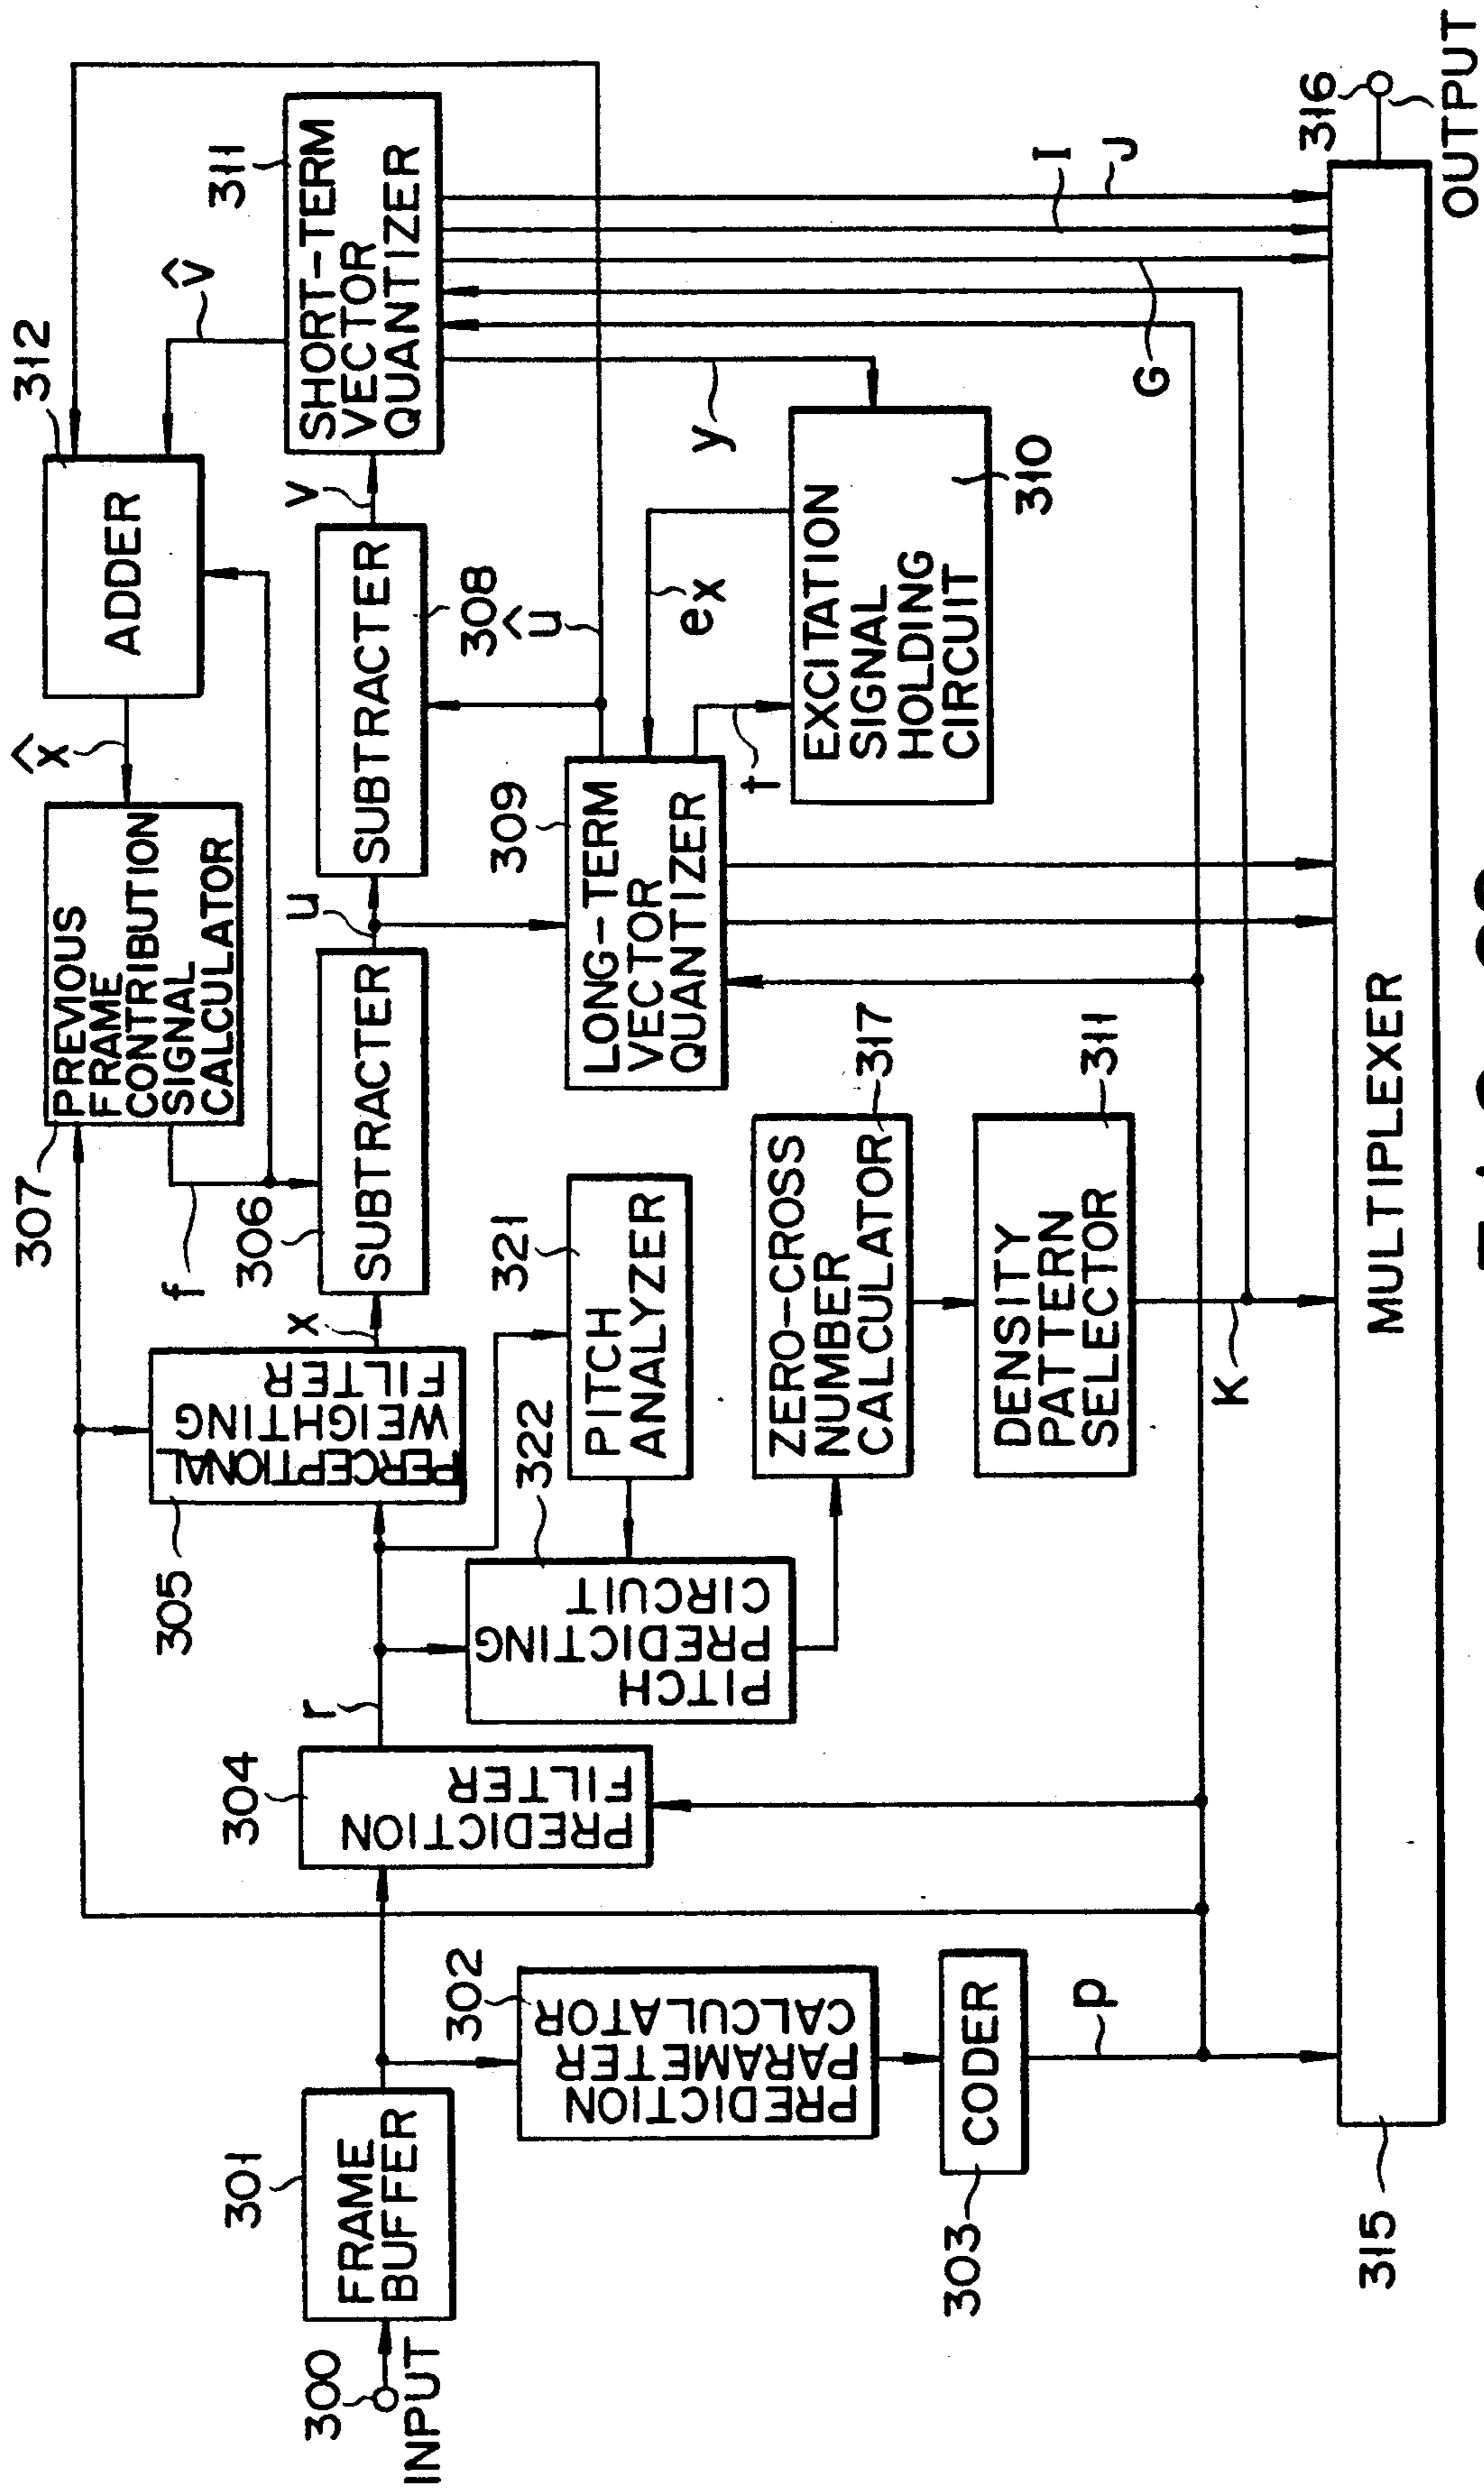 300
INPUT
301
FRAME
BUFFER
302
PREDICTION
PARAMETER
CALCULATOR
303
CODER
p
304
PREDICTION
FILTER
r
305
PERCEPTIONAL
WEIGHTING
FILTER
x
322
PITCH
PREDICTING
CIRCUIT
321
PITCH
ANALYZER
ZERO-CROSS
NUMBER
CALCULATOR
317
DENSITY
PATTERN
SELECTOR
311
K
306
SUBTRACTER
f
307
PREVIOUS
FRAME
CONTRIBUTION
SIGNAL
CALCULATOR
x̂
u
309
LONG-TERM
VECTOR
QUANTIZER
SUBTRACTER
308
û
v
312
ADDER
v̂
311
SHORT-TERM
VECTOR
QUANTIZER
ex
t
y
EXCITATION
SIGNAL
HOLDING
CIRCUIT
310
G
I
J
315
MULTIPLEXER
316
OUTPUT